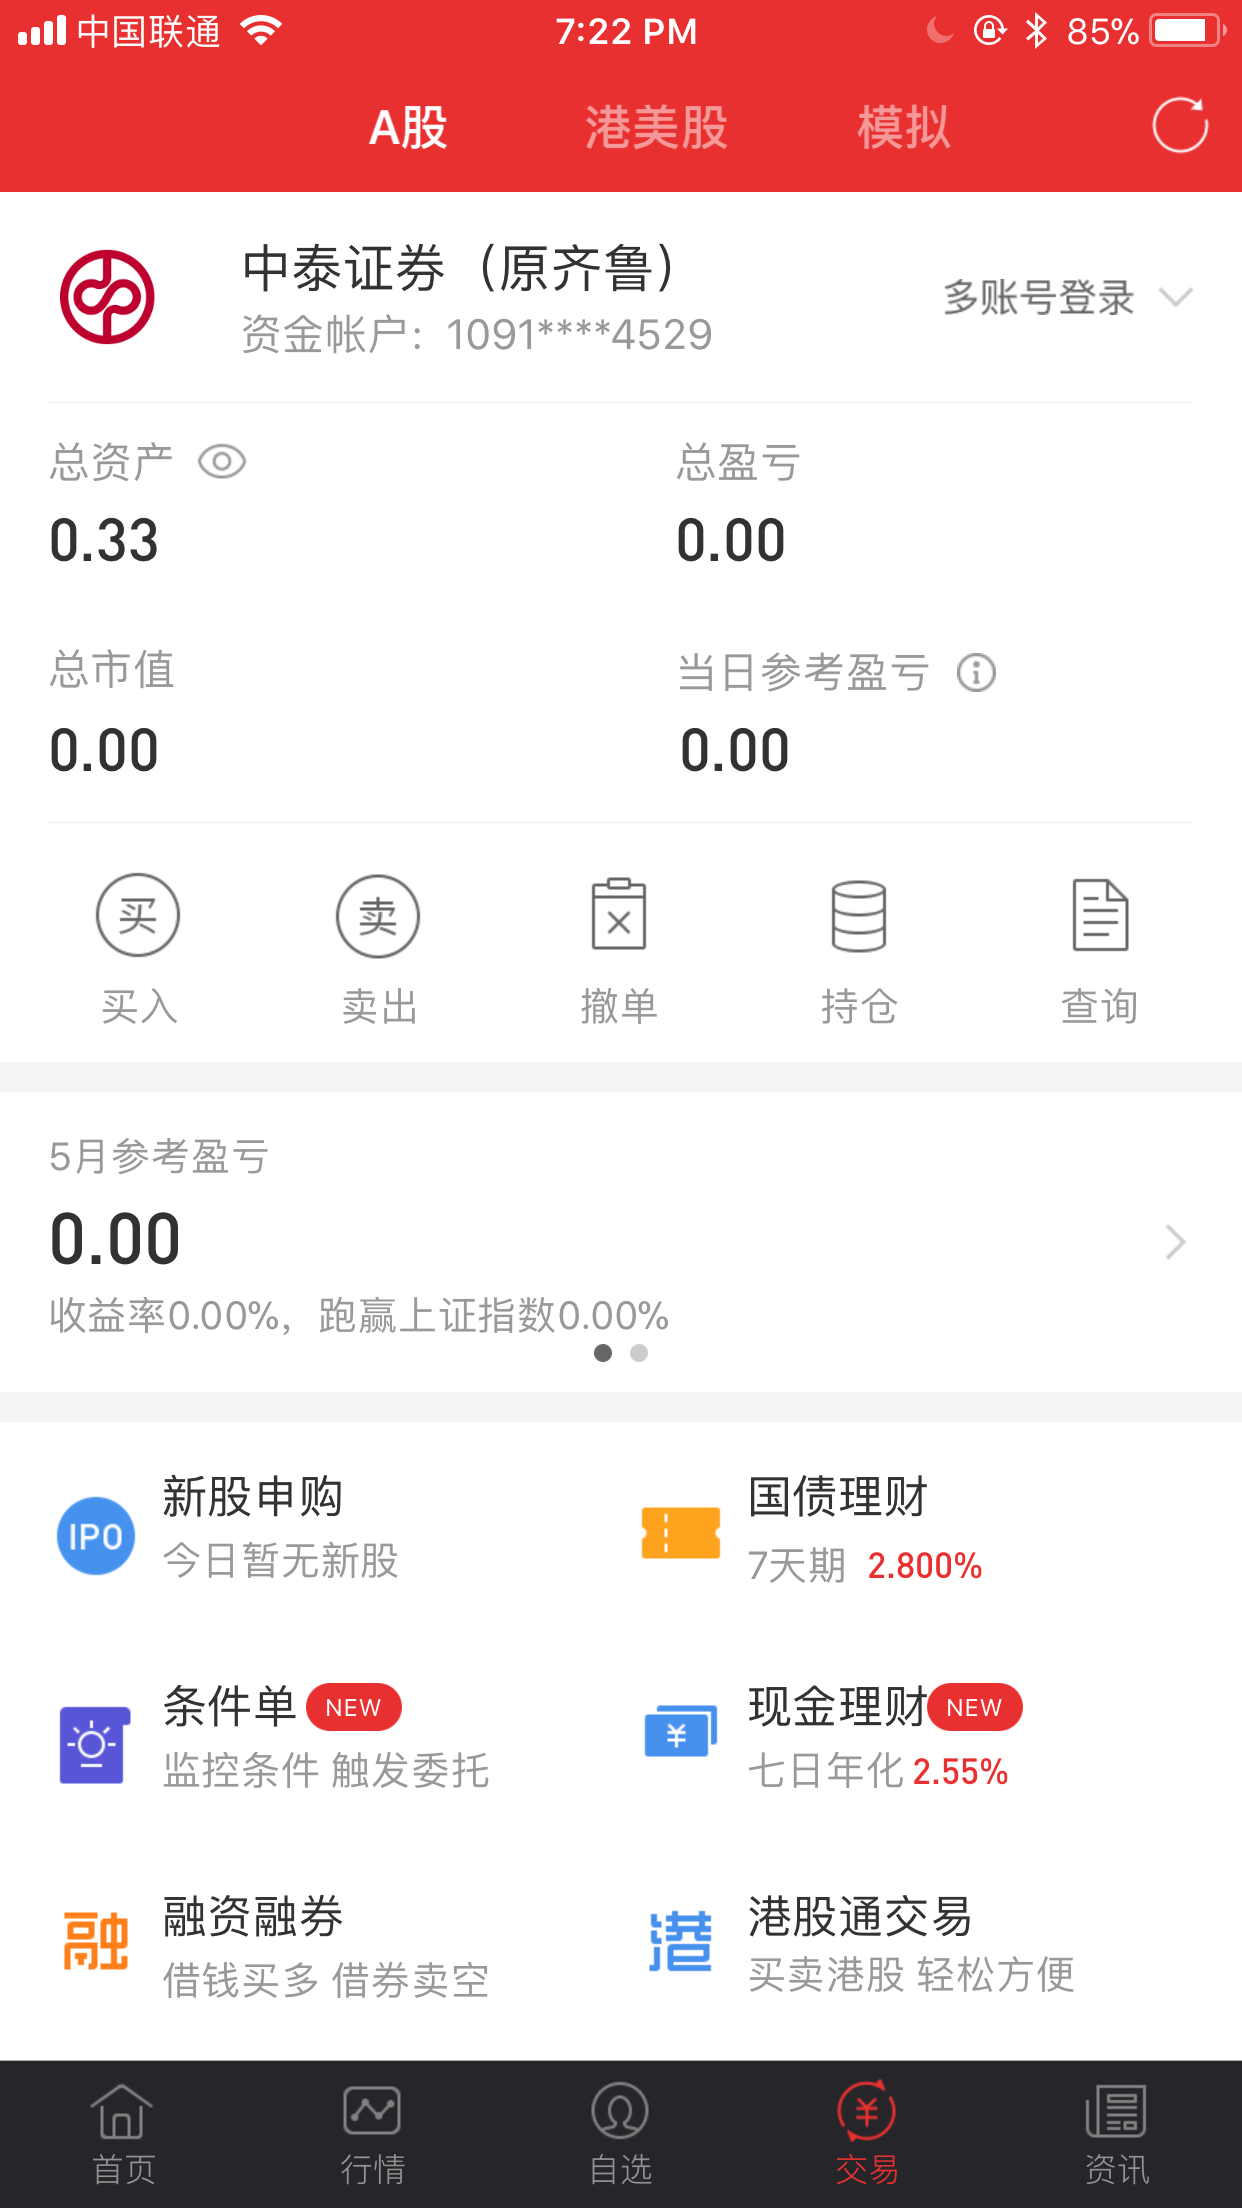 中国联通 7:22 PM 85%
A股 港美股 模拟
中泰证券（原齐鲁）
资金帐户: 1091****4529
多账号登录
总资产 总盈亏
0.33 0.00
总市值 当日参考盈亏
0.00 0.00
买 卖
买入 卖出 撤单 持仓 查询
5月参考盈亏
0.00
收益率0.00%, 跑赢上证指数0.00%
IPO 新股申购
今日暂无新股
国债理财
7天期 2.800%
条件单 NEW
监控条件 触发委托
¥ 现金理财 NEW
七日年化 2.55%
融 融资融券
借钱买多 借券卖空
港 港股通交易
买卖港股 轻松方便
¥
首页 行情 自选 交易 资讯